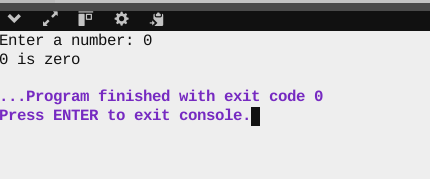 Enter a number: 0
0 is zero
...Program finished with exit code 0
Press ENTER to exit console.